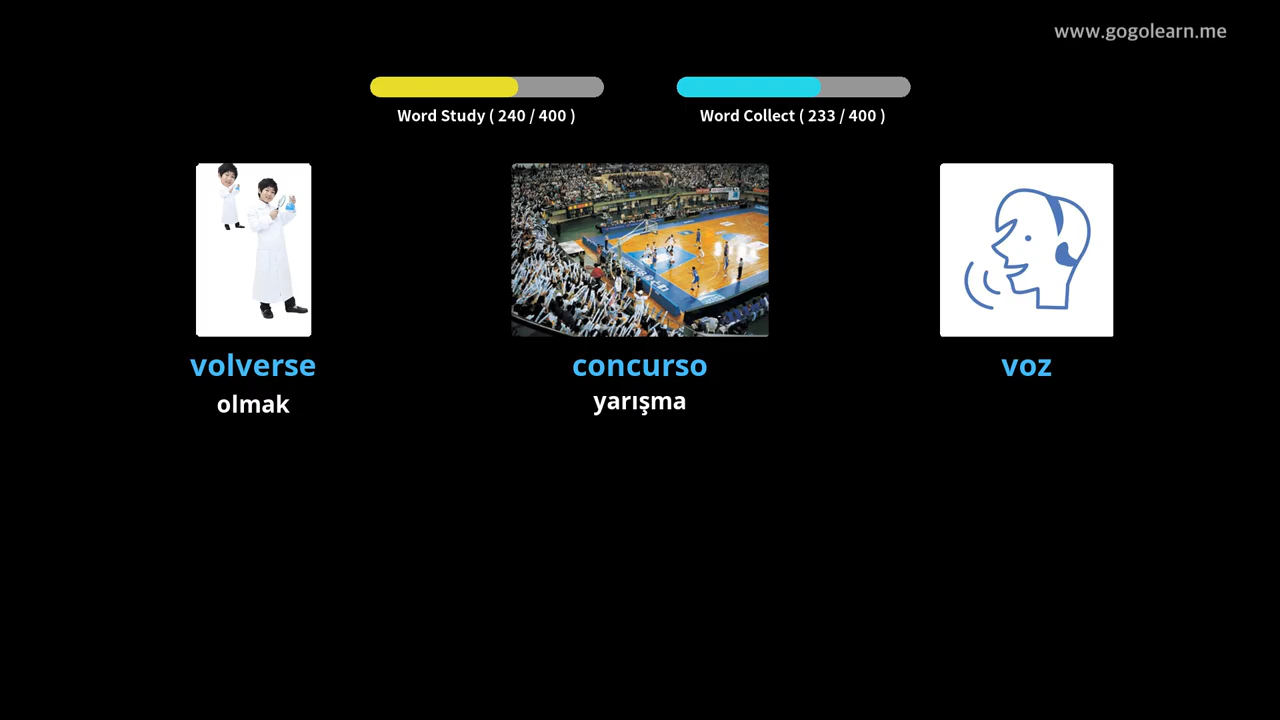 www.gogolearn.me
Word Study ( 240 / 400 )
Word Collect ( 233 / 400 )
volverse
concurso
voz
olmak
yarışma